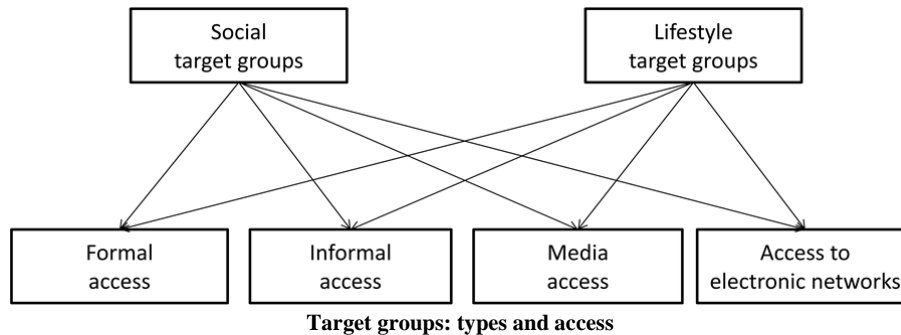 Social
target groups
Lifestyle
target groups
Formal
access
Informal
access
Media
access
Access to
electronic networks
Target groups: types and access